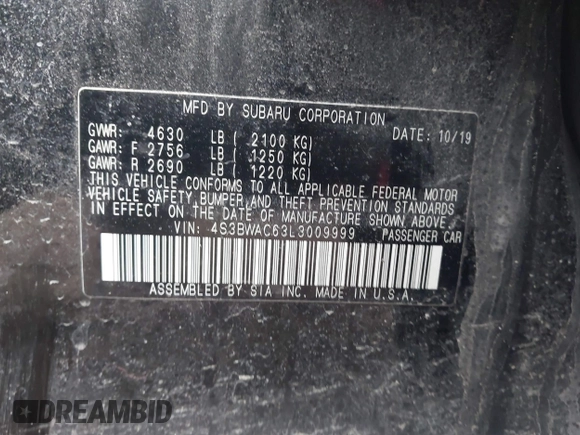 MFD BY SUBARU CORPORATION
GVWR: 4630 LB ( 2100 KG) DATE: 10/19
GAWR: F 2756 LB ( 1250 KG)
GAWR: R 2690 LB ( 1220 KG)
THIS VEHICLE CONFORMS TO ALL APPLICABLE FEDERAL MOTOR
VEHICLE SAFETY, BUMPER, AND THEFT PREVENTION STANDARDS
IN EFFECT ON THE DATE OF MANUFACTURE SHOWN ABOVE.
VIN: 4S3BWAC63L3009999 PASSENGER CAR
ASSEMBLED BY SIA INC. MADE IN U.S.A.
DREAMBID